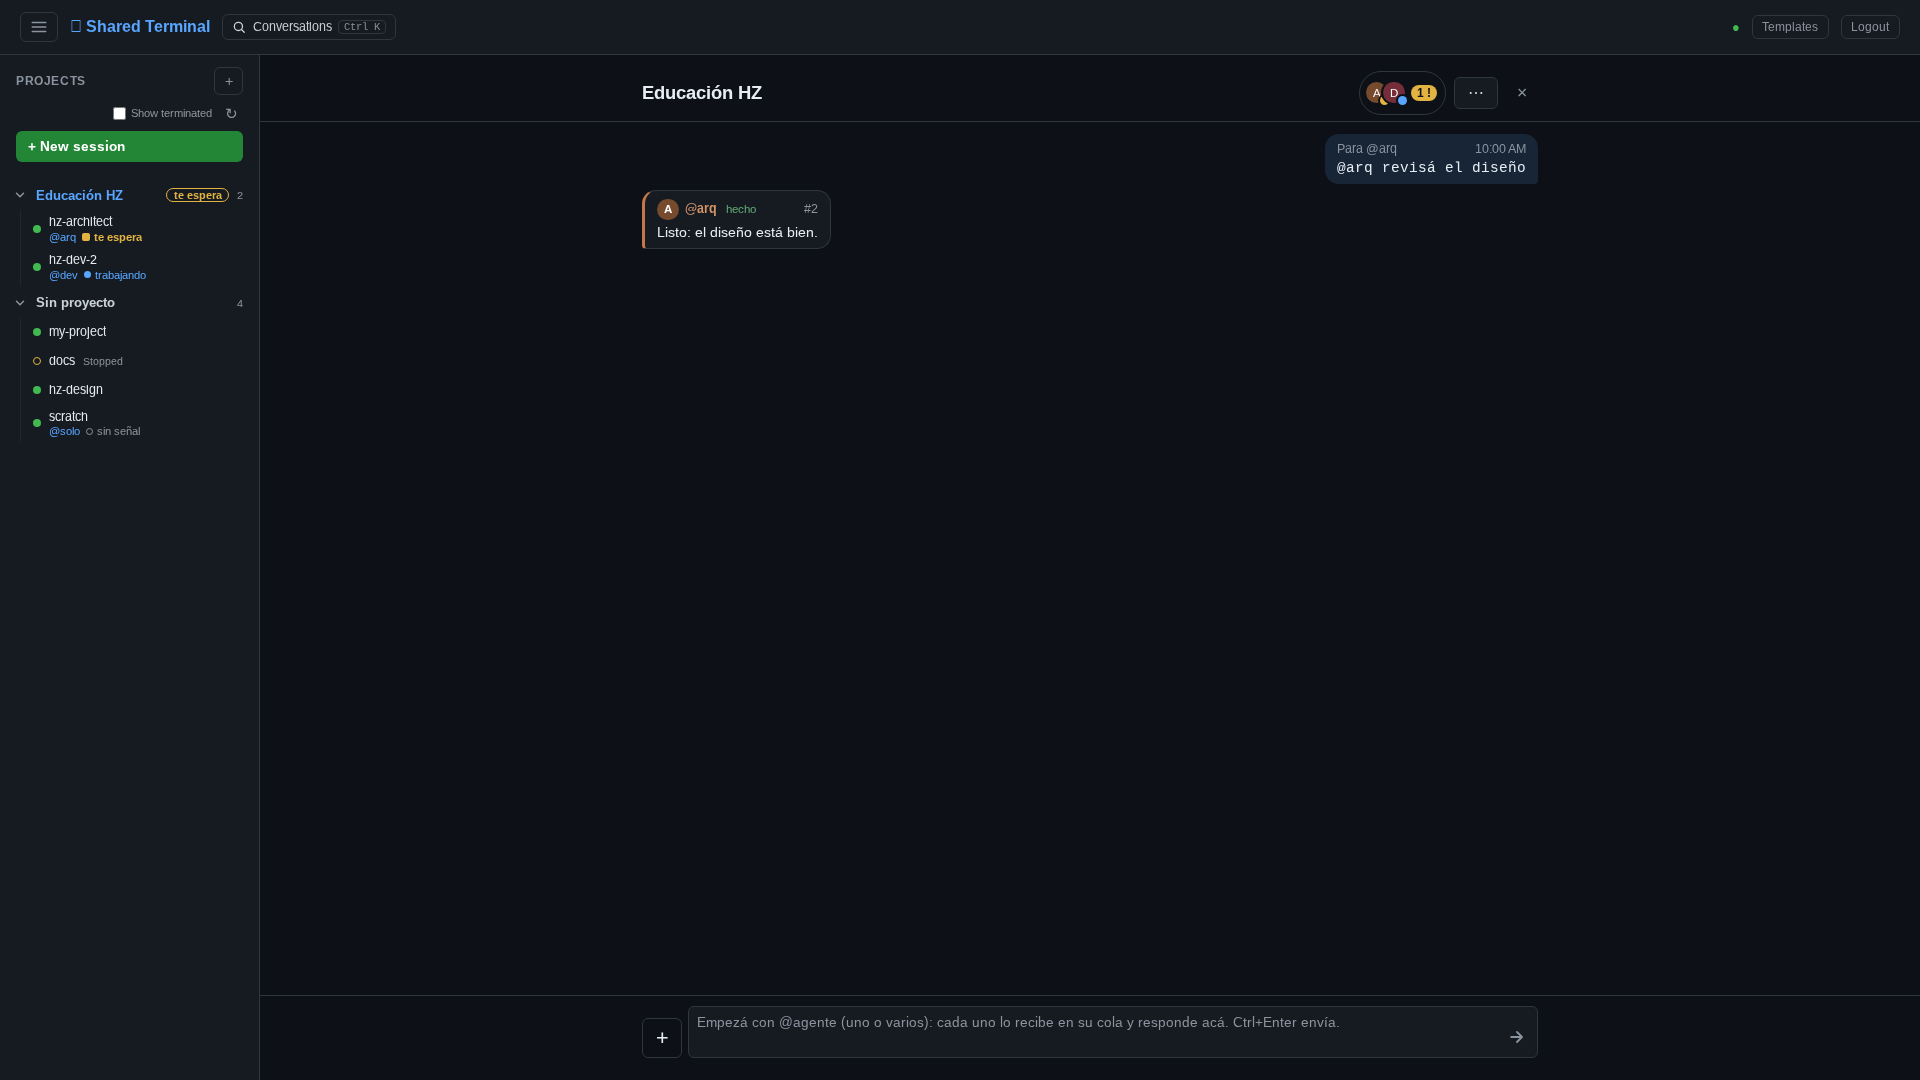 Shared Terminal
Conversations Ctrl K
Templates
Logout
PROJECTS
+
Show terminated ↻
+ New session
Educación HZ te espera 2
hz-architect
@arq te espera
hz-dev-2
@dev trabajando
Sin proyecto 4
my-project
docs Stopped
hz-design
scratch
@solo sin señal
Educación HZ
A D 1 !
⋯ ×
Para @arq 10:00 AM
@arq revisá el diseño
A @arq hecho #2
Listo: el diseño está bien.
+
Empezá con @agente (uno o varios): cada uno lo recibe en su cola y responde acá. Ctrl+Enter envía.